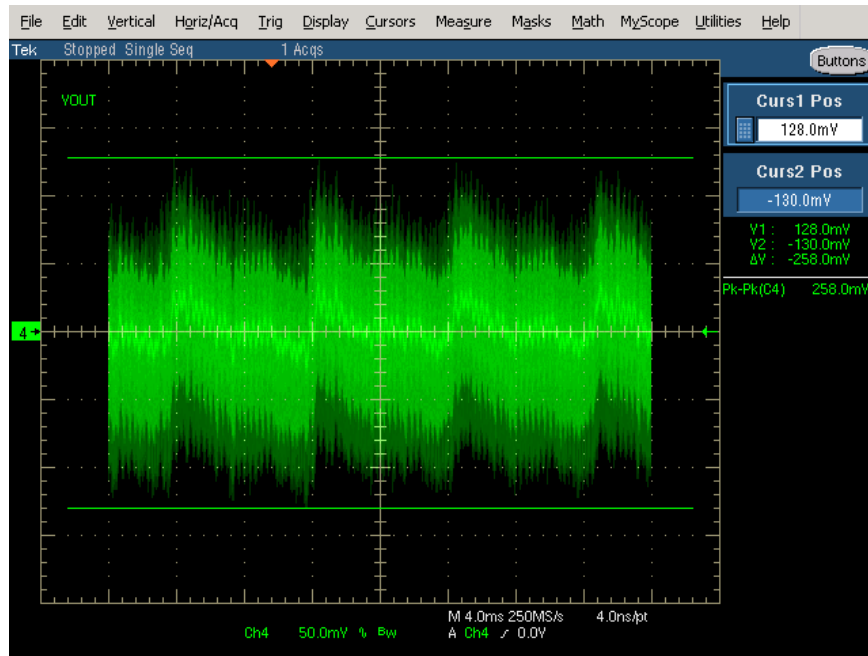 File Edit Vertical Horiz/Acq Trig Display Cursors Measure Masks Math MyScope Utilities Help
Tek Stopped Single Seq 1 Acqs
Buttons
VOUT
Curs1 Pos
128.0mV
Curs2 Pos
-130.0mV
V1 : 128.0mV
V2 : -130.0mV
ΔV : -258.0mV
Pk-Pk(C4) 258.0mV
4
M 4.0ms 250MS/s 4.0ns/pt
Ch4 50.0mV % Bw A Ch4 ∕ 0.0V